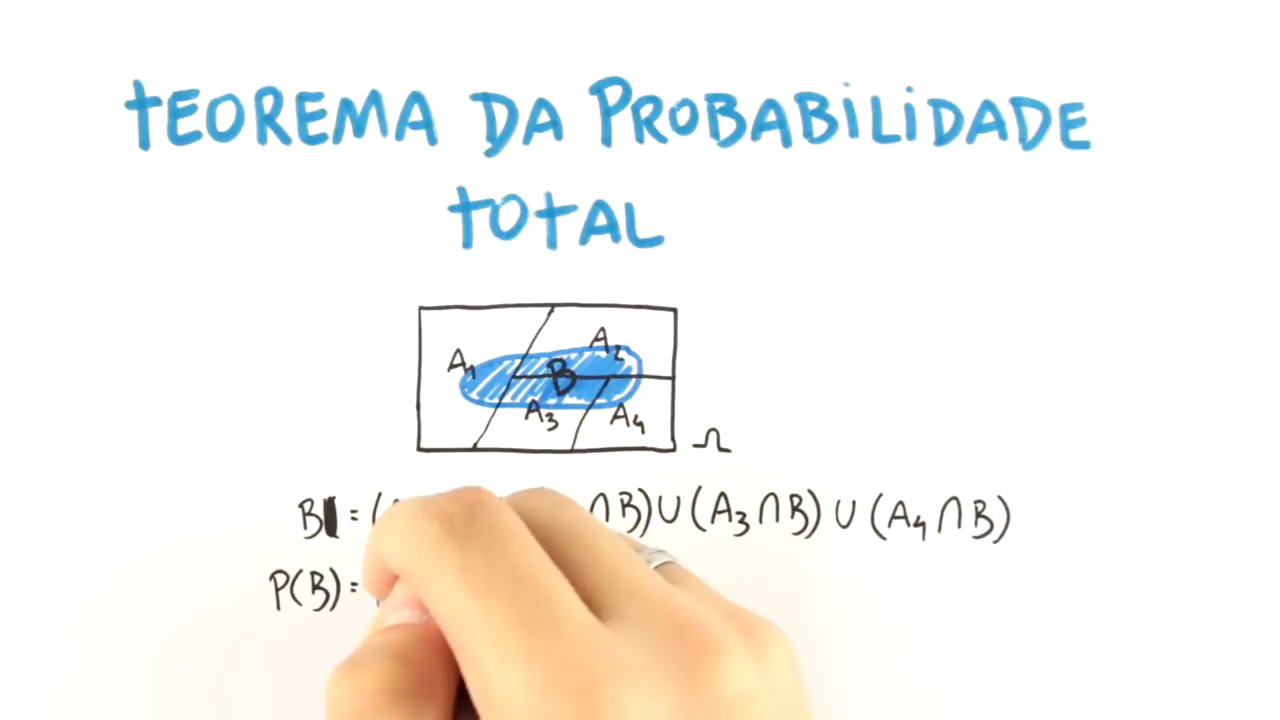 TEOREMA DA PROBABILIDADE
TOTAL
A1
A2
B
A3
A4
Ω
B = ( ∩B)∪(A3∩B)∪(A4∩B)
P(B) =